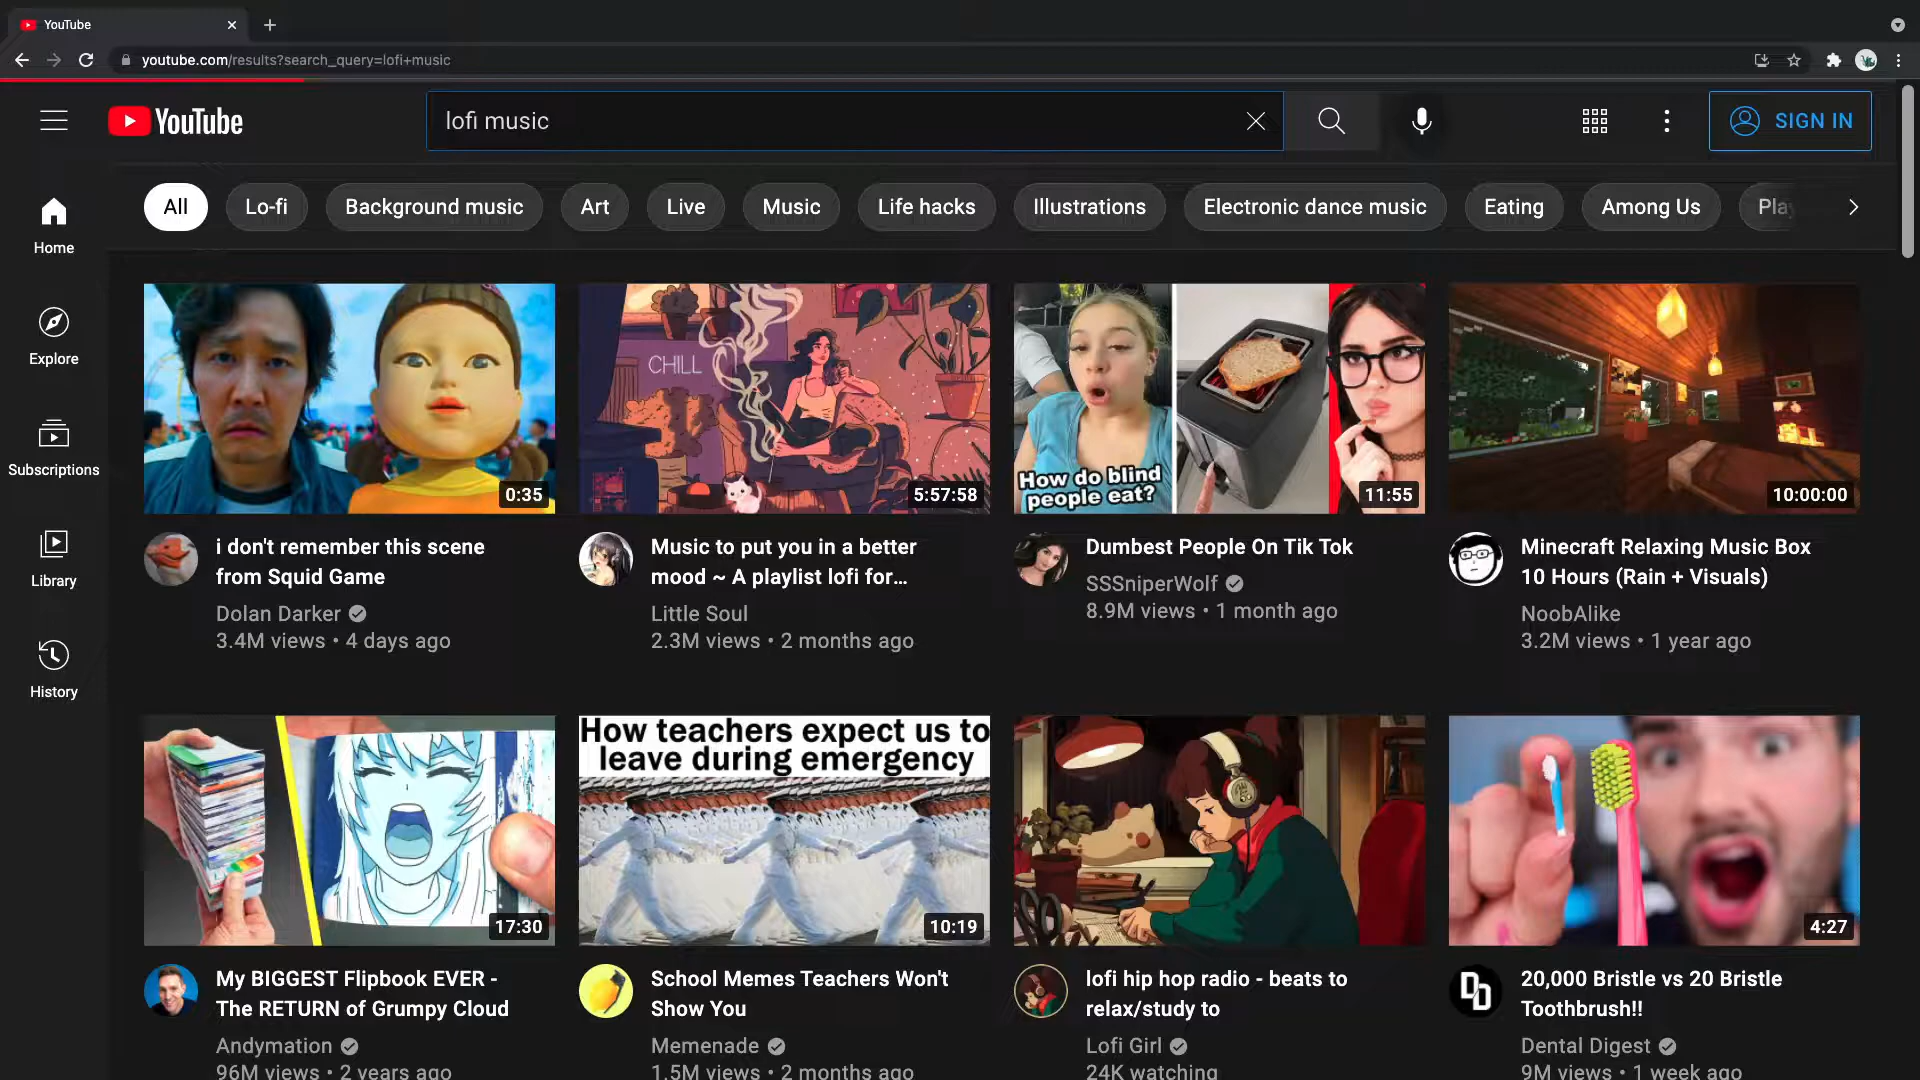 YouTube
youtube.com/results?search_query=lofi+music
YouTube
lofi music
SIGN IN
All
Lo-fi
Background music
Art
Live
Music
Life hacks
Illustrations
Electronic dance music
Eating
Among Us
Home
Explore
Subscriptions
Library
History
0:35
CHILL
5:57:58
How do blind
people eat?
11:55
10:00:00
i don't remember this scene
from Squid Game
Dolan Darker
3.4M views • 4 days ago
Music to put you in a better
mood ~ A playlist lofi for...
Little Soul
2.3M views • 2 months ago
Dumbest People On Tik Tok
SSSniperWolf
8.9M views • 1 month ago
Minecraft Relaxing Music Box
10 Hours (Rain + Visuals)
NoobAlike
3.2M views • 1 year ago
17:30
How teachers expect us to
leave during emergency
10:19
4:27
My BIGGEST Flipbook EVER -
The RETURN of Grumpy Cloud
Andymation
96M views • 2 years ago
School Memes Teachers Won't
Show You
Memenade
1.5M views • 2 months ago
lofi hip hop radio - beats to
relax/study to
Lofi Girl
24K watching
DD
20,000 Bristle vs 20 Bristle
Toothbrush!!
Dental Digest
9M views • 1 week ago